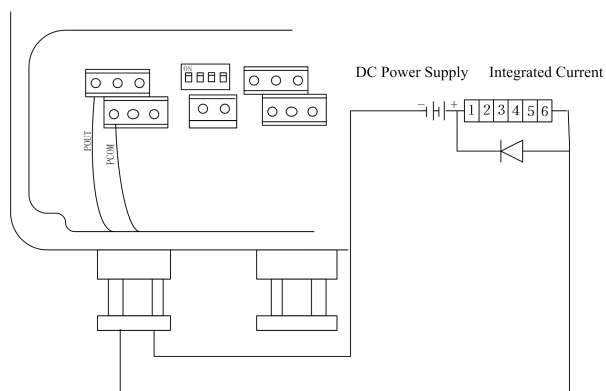 ON
DC Power Supply Integrated Current
− +
1 2 3 4 5 6
POUT
PCOM